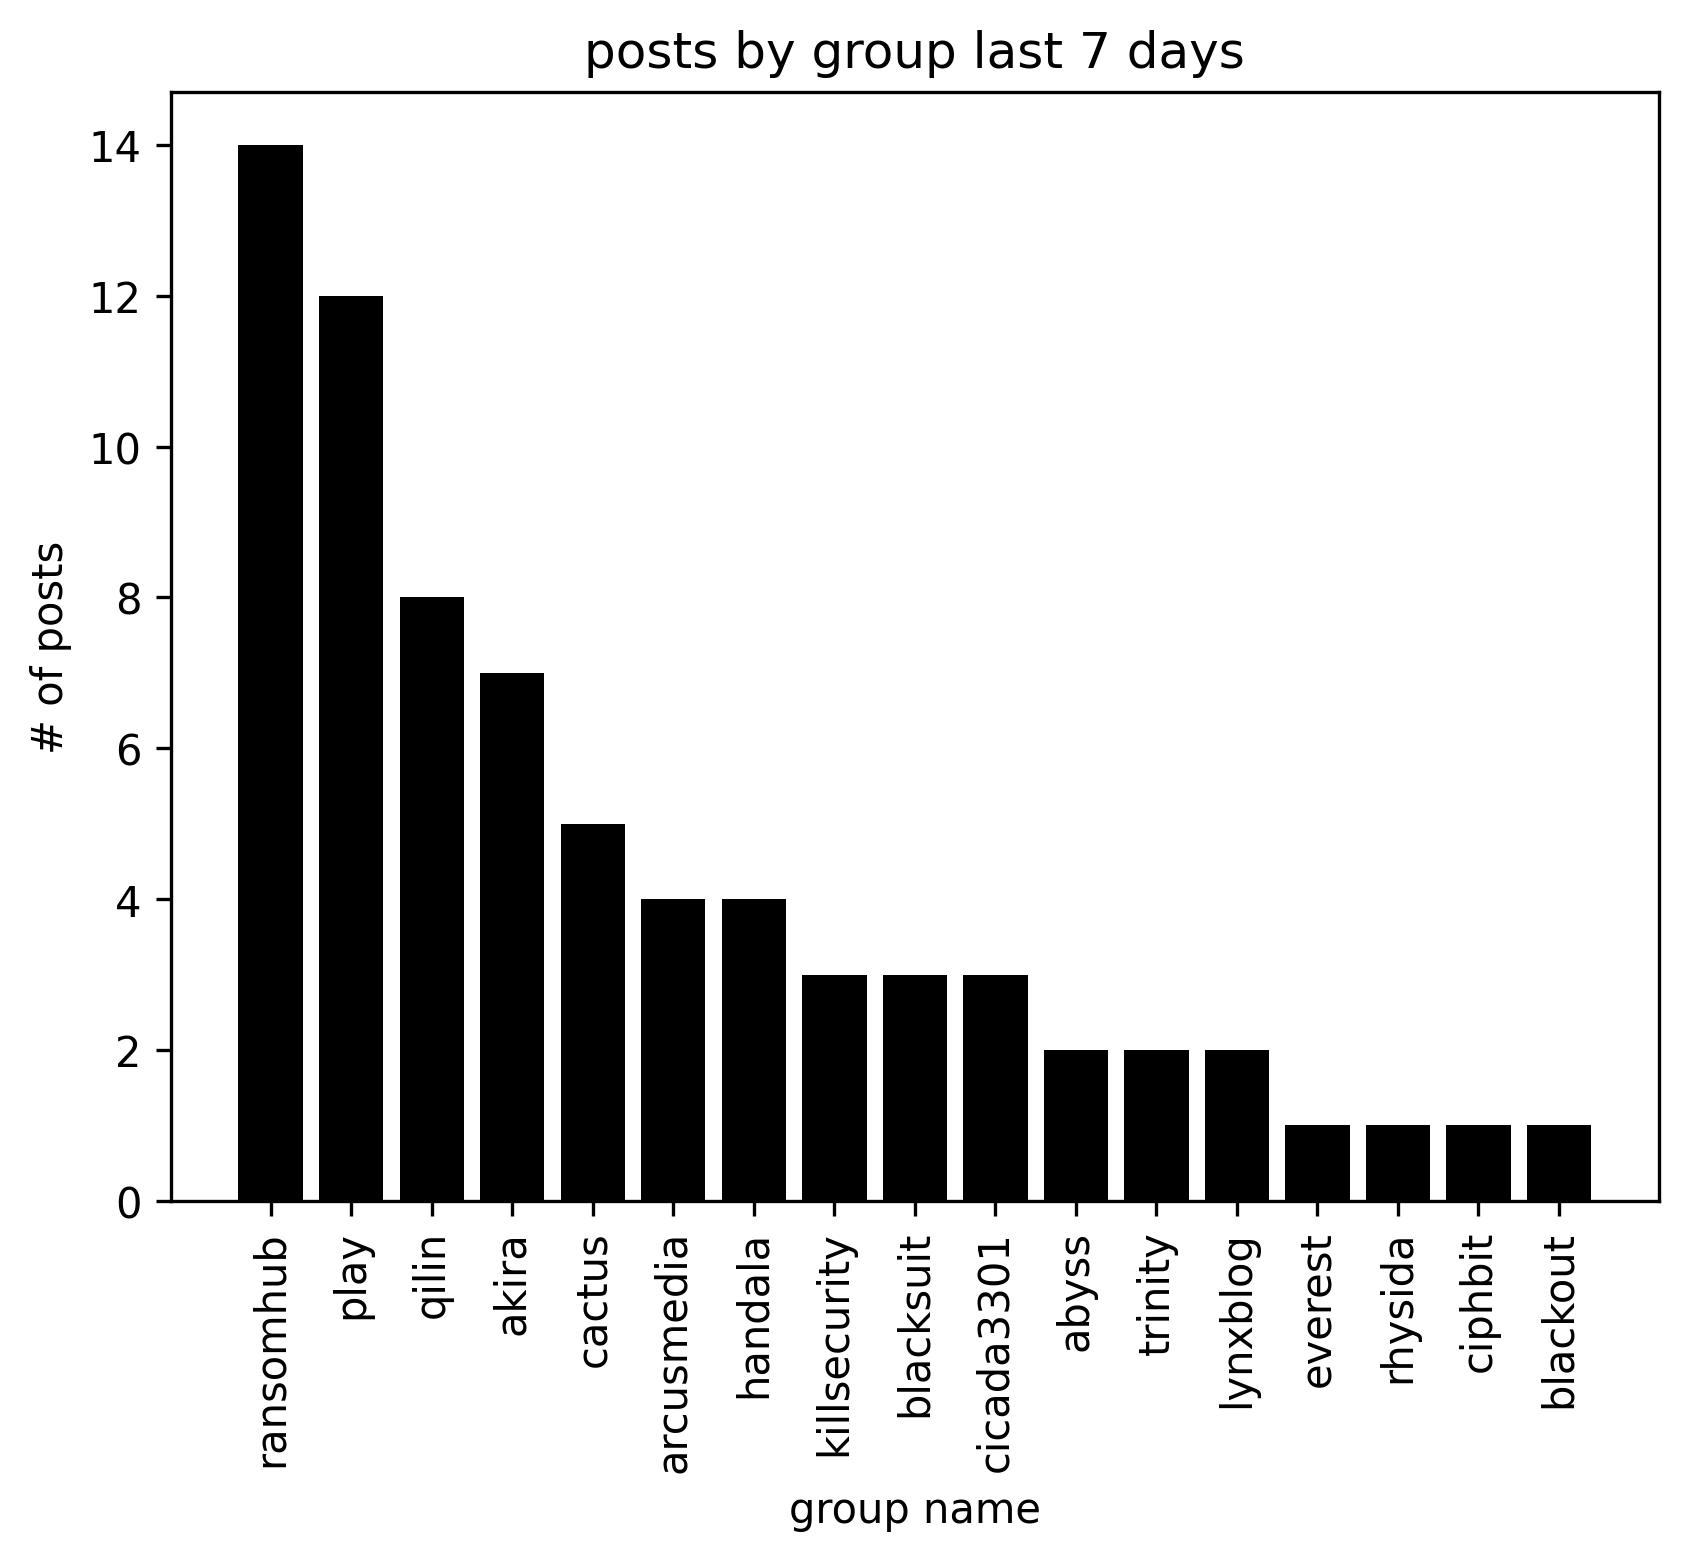 posts by group last 7 days
14
12
10
8
6
4
2
0
# of posts
ransomhub
play
qilin
akira
cactus
arcusmedia
handala
killsecurity
blacksuit
cicada3301
abyss
trinity
lynxblog
everest
rhysida
ciphbit
blackout
group name